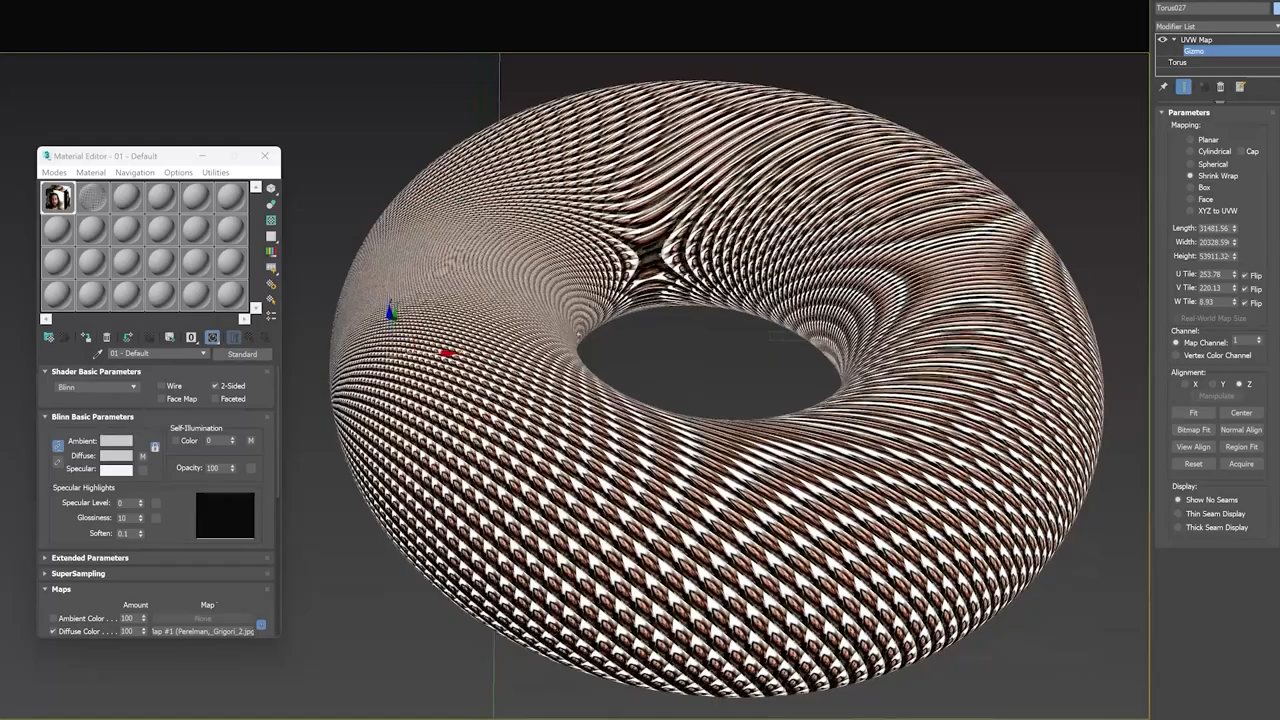 Torus027
Modifier List
UVW Map
Gizmo
Torus
Material Editor - 01 - Default
Modes Material Navigation Options Utilities
01 - Default
Standard
Shader Basic Parameters
Blinn
Wire
2-Sided
Face Map
Faceted
Blinn Basic Parameters
Self-Illumination
Color 0 M
Ambient:
Diffuse: M
Specular:
Opacity: 100
Specular Highlights
Specular Level: 0
Glossiness: 10
Soften: 0.1
Extended Parameters
SuperSampling
Maps
Amount Map
Ambient Color . . . 100 None
Diffuse Color . . . . 100 Map #1 (Perelman,_Grigori_2.jpg
Parameters
Mapping:
Planar
Cylindrical Cap
Spherical
Shrink Wrap
Box
Face
XYZ to UVW
Length: 31481.56
Width: 20328.59
Height: 53911.32
U Tile: 253.78 Flip
V Tile: 220.13 Flip
W Tile: 8.93 Flip
Real-World Map Size
Channel:
Map Channel: 1
Vertex Color Channel
Alignment:
X Y Z
Manipulate
Fit Center
Bitmap Fit Normal Align
View Align Region Fit
Reset Acquire
Display:
Show No Seams
Thin Seam Display
Thick Seam Display